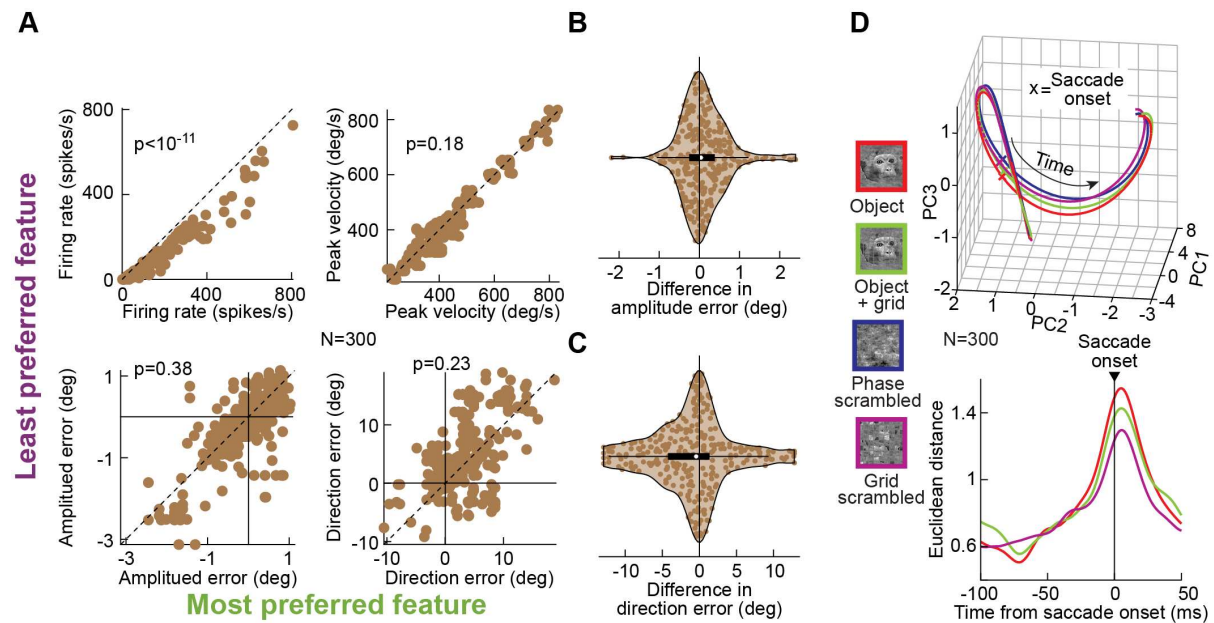 A
Least preferred feature
Firing rate (spikes/s)
800
400
0
p<10-11
0
400
800
Firing rate (spikes/s)
Peak velocity (deg/s)
800
600
400
p=0.18
400
600
800
Peak velocity (deg/s)
N=300
Amplitued error (deg)
1
-1
-3
p=0.38
-3
-1
1
Amplitued error (deg)
Direction error (deg)
10
0
-10
p=0.23
-10
0
10
Direction error (deg)
Most preferred feature
B
-2
-1
0
1
2
Difference in
amplitude error (deg)
C
-10
-5
0
5
10
Difference in
direction error (deg)
D
Object
Object
+ grid
Phase
scrambled
Grid
scrambled
x=
Saccade
onset
Time
PC3
1
0
-1
-2
2
1
0
-1
-2
-3
PC2
8
4
0
-4
PC1
N=300
Saccade
onset
Euclidean distance
1.4
1
0.6
-100
-50
0
50
Time from saccade onset (ms)